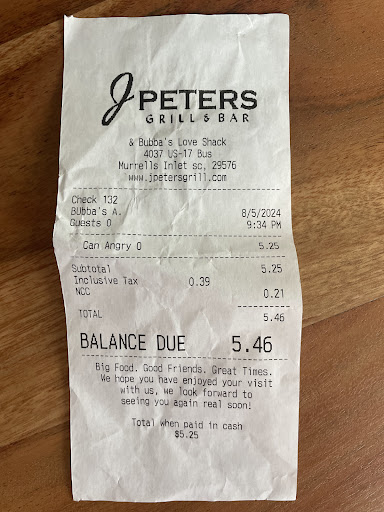 J PETERS
GRILL & BAR
& Bubba's Love Shack
4037 US-17 Bus
Murrells Inlet sc, 29576
www.jpetersgrill.com
Check 132
BUbba's A. 8/5/2024
Guests 0 9:34 PM
Can Angry O 5.25
Subtotal 5.25
Inclusive Tax 0.39
NCC 0.21
TOTAL 5.46
BALANCE DUE 5.46
Big Food. Good Friends. Great Times.
We hope you have enjoyed your visit
with us, we look forward to
seeing you again real soon!
Total when paid in cash
$5.25